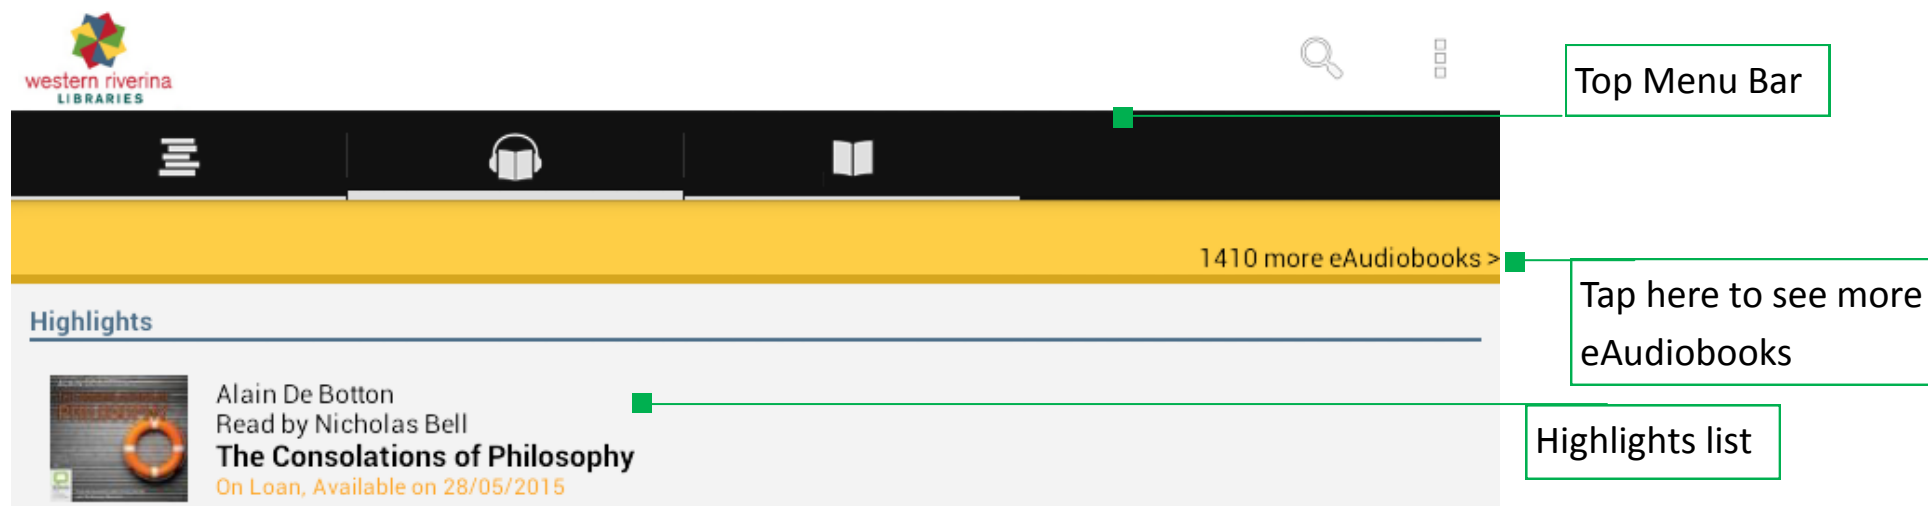 western riverina
LIBRARIES
Top Menu Bar
1410 more eAudiobooks >
Tap here to see more
eAudiobooks
Highlights
Alain De Botton
Read by Nicholas Bell
The Consolations of Philosophy
On Loan, Available on 28/05/2015
Highlights list
PHILOSOPHY